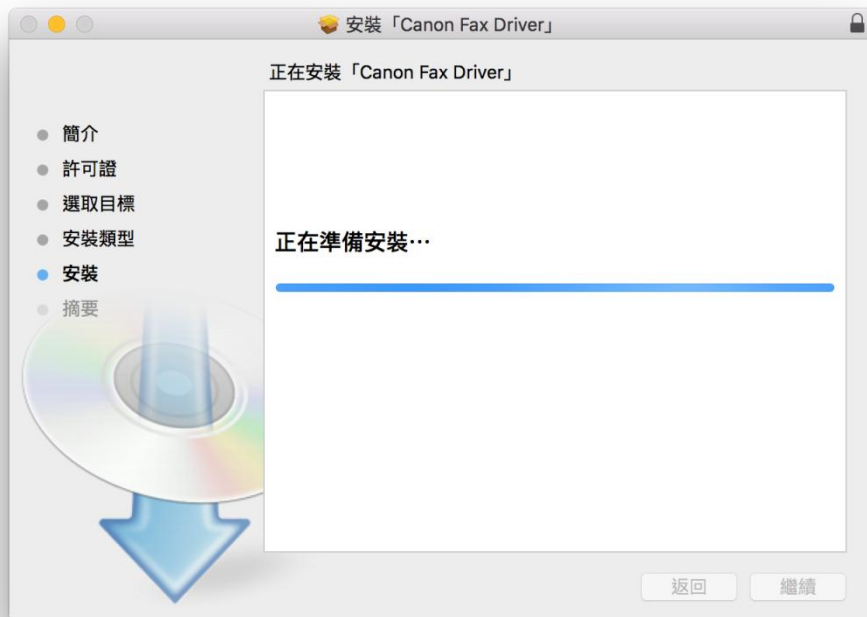 安裝「Canon Fax Driver」
正在安裝「Canon Fax Driver」
簡介
許可證
選取目標
安裝類型
安裝
摘要
正在準備安裝⋯
返回
繼續